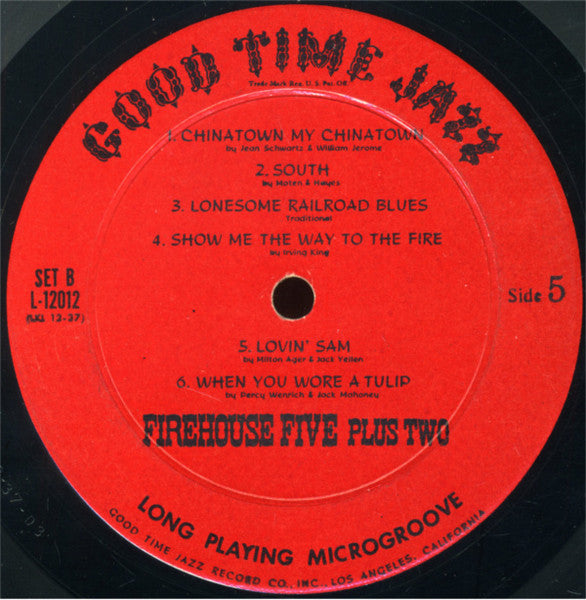 GOOD TIME JAZZ
Trade Mark Reg. U. S. Pat. Off.
1. CHINATOWN MY CHINATOWN
by Jean Schwartz & William Jerome
2. SOUTH
by Moten & Hayes
3. LONESOME RAILROAD BLUES
Traditional
4. SHOW ME THE WAY TO THE FIRE
by Irving King
SET B
L-12012
Side 5
5. LOVIN' SAM
by Milton Ager & Jack Yellen
6. WHEN YOU WORE A TULIP
by Percy Wenrich & Jack Mahoney
FIREHOUSE FIVE PLUS TWO
LONG PLAYING MICROGROOVE
GOOD TIME JAZZ RECORD CO., INC., LOS ANGELES, CALIFORNIA